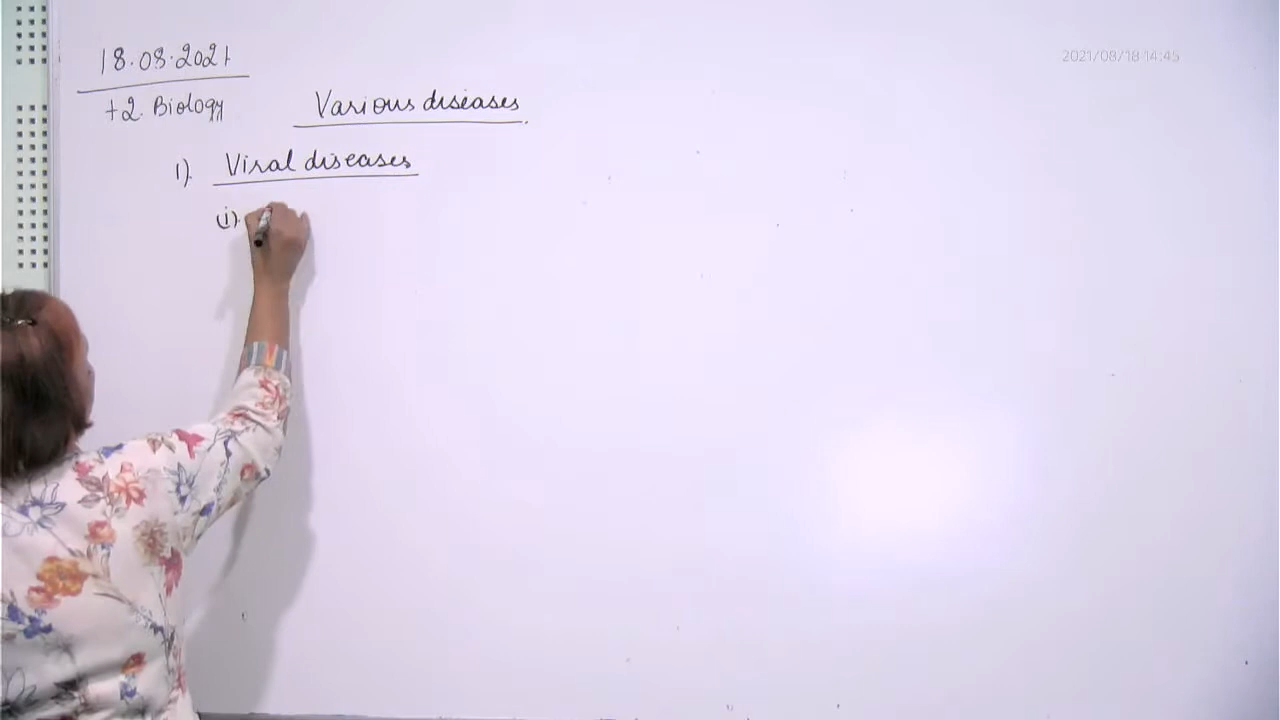 18.08.2021
2021/08/18 14:45
+2. Biology
Various diseases.
1). Viral diseases
(i).